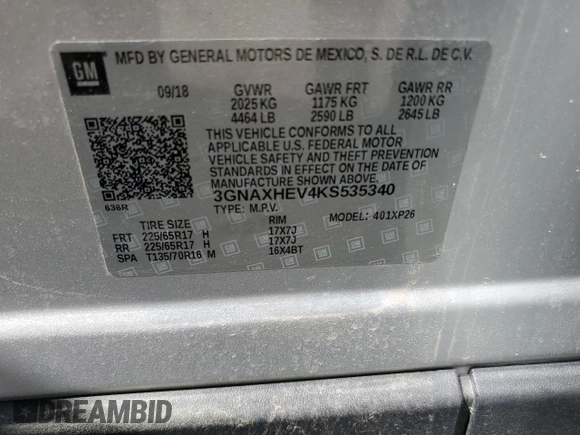 GM
MFD BY GENERAL MOTORS DE MEXICO, S. DE R.L. DE C.V.
09/18 GVWR GAWR FRT GAWR RR
2025 KG 1175 KG 1200 KG
4464 LB 2590 LB 2645 LB
THIS VEHICLE CONFORMS TO ALL
APPLICABLE U.S. FEDERAL MOTOR
VEHICLE SAFETY AND THEFT PREVENTION
STANDARDS IN EFFECT ON THE DATE OF
MANUFACTURE SHOWN ABOVE.
636R 3GNAXHEV4KS535340
TYPE: M.P.V. MODEL: 401XP26
TIRE SIZE RIM
FRT 225/65R17 H 17X7J
RR 225/65R17 H 17X7J
SPA T135/70R16 M 16X4BT
DREAMBID